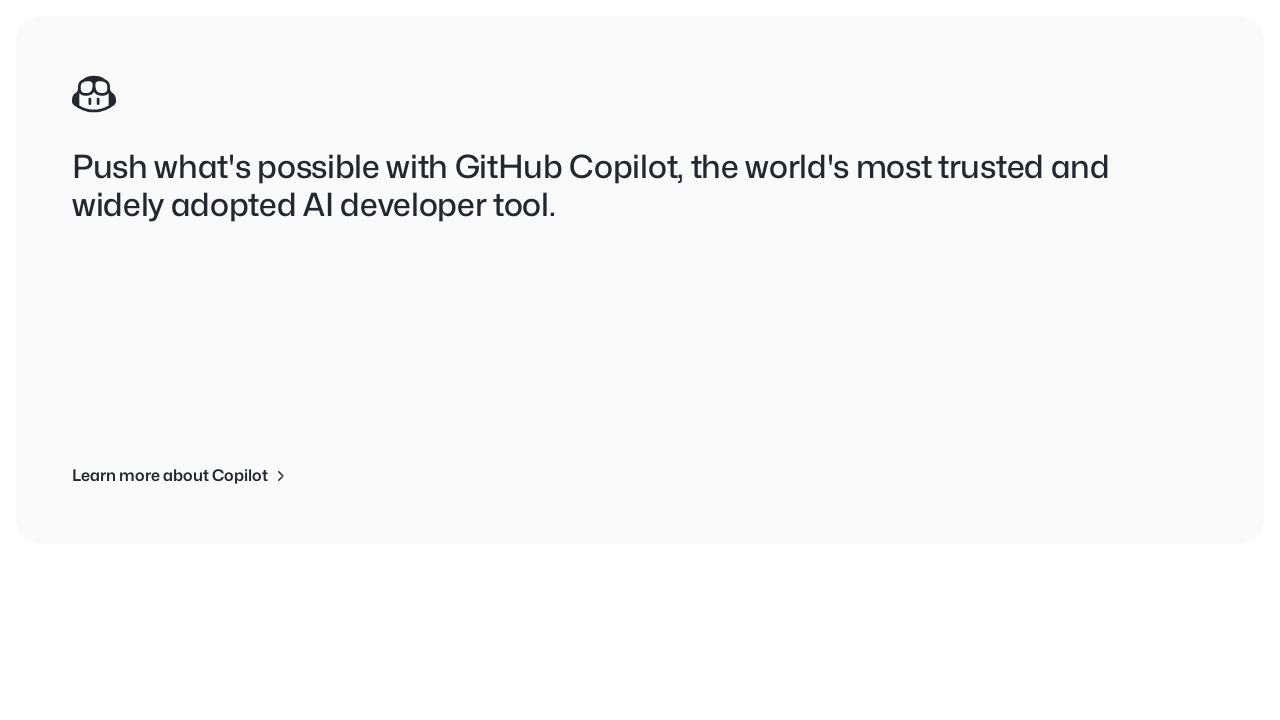 Push what's possible with GitHub Copilot, the world's most trusted and
widely adopted AI developer tool.
Learn more about Copilot